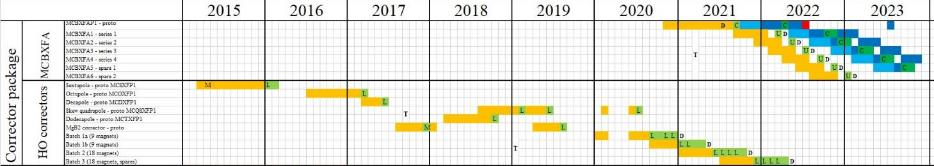 2015 2016 2017 2018 2019 2020 2021 2022 2023
Corrector package
MCBXFA
MCBXFAP1 - proto D C C
MCBXFA1 - series 1 U D C
MCBXFA2 - series 2 U D C
MCBXFA3 - series 3 U D C
T
MCBXFA4 - series 4 U D C
MCBXFA5 - spare 1 U D C
MCBXFA6 - spare 2 U D
HO correctors
Sextupole - proto MCSXFP1 M L
Octupole - proto MCOXFP1 L
Decapole - proto MCDXFP1 L
Skew quadrupole - proto MCQSXFP1 L L L
T
Dodecapole - proto MCTXFP1 L
MgB2 corrector - proto M L
Batch 1a (9 magnets) L L L D
Batch 1b (9 magnets) L L D
T
Batch 2 (18 magnets) L L L L D
Batch 3 (18 magnets, spares) L L L L D